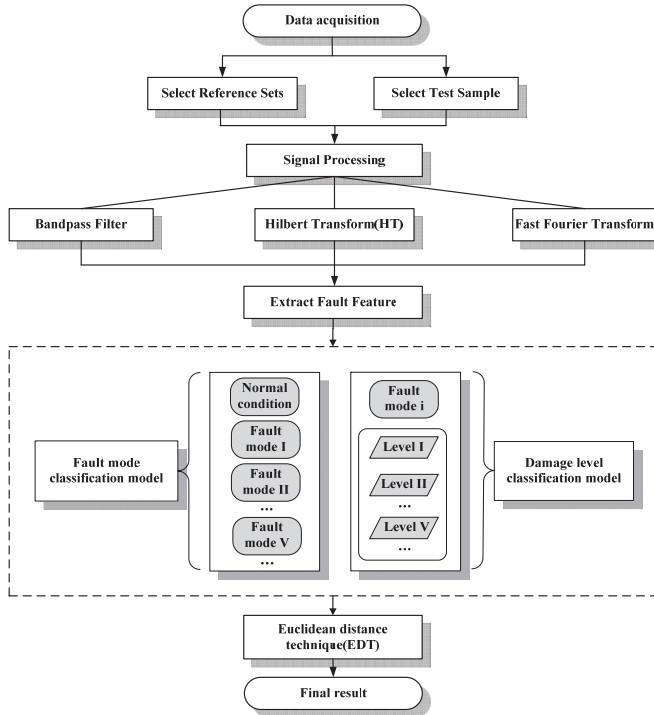 Data acquisition
Select Reference Sets
Select Test Sample
Signal Processing
Bandpass Filter
Hilbert Transform(HT)
Fast Fourier Transform
Extract Fault Feature
Fault mode
classification model
Normal
condition
Fault
mode I
Fault
mode II
...
Fault
mode V
...
Fault
mode i
Level I
Level II
...
Level V
...
Damage level
classification model
Euclidean distance
technique(EDT)
Final result